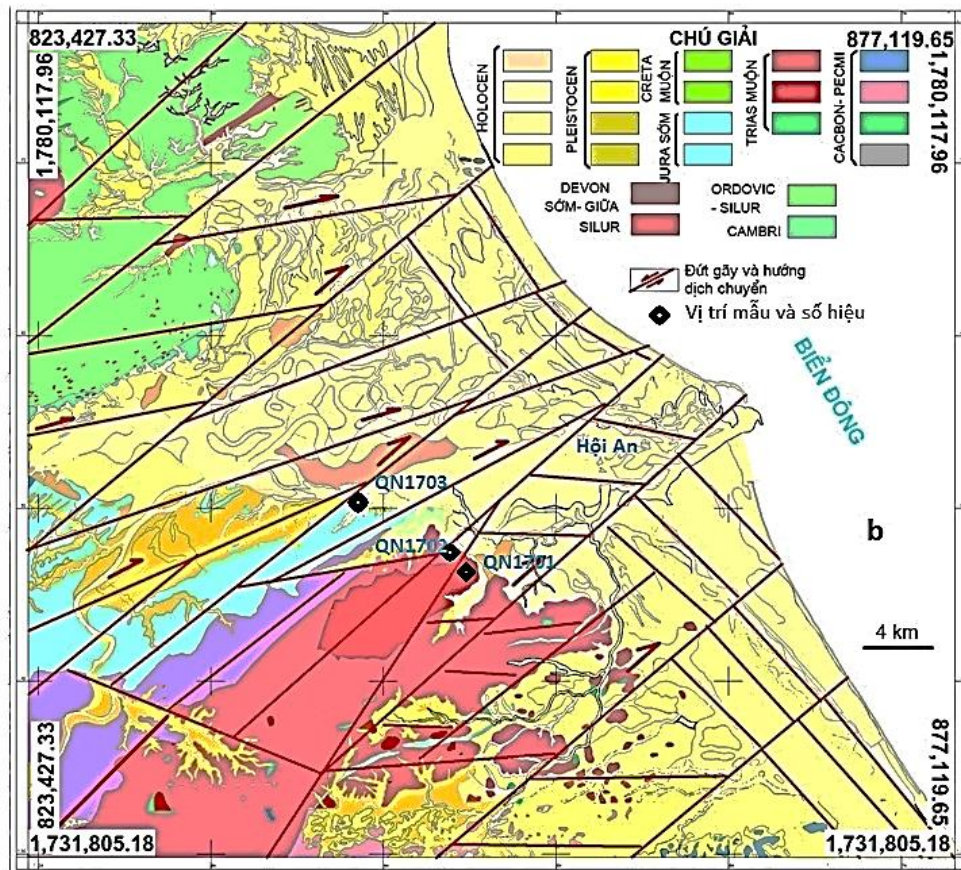 823,427.33
CHÚ GIẢI
877,119.65
1,780,117.96
1,780,117.96
HOLOCEN
PLEISTOCEN
CRETA MUỘN
JURA SỚM
TRIAS MUỘN
CACBON-PECMI
DEVON
SỚM- GIỮA
SILUR
ORDOVIC
- SILUR
CAMBRI
Đứt gãy và hướng
dịch chuyển
Vị trí mẫu và số hiệu
BIỂN ĐÔNG
Hội An
QN1703
b
QN1702
QN1701
4 km
823,427.33
877,119.65
1,731,805.18
1,731,805.18